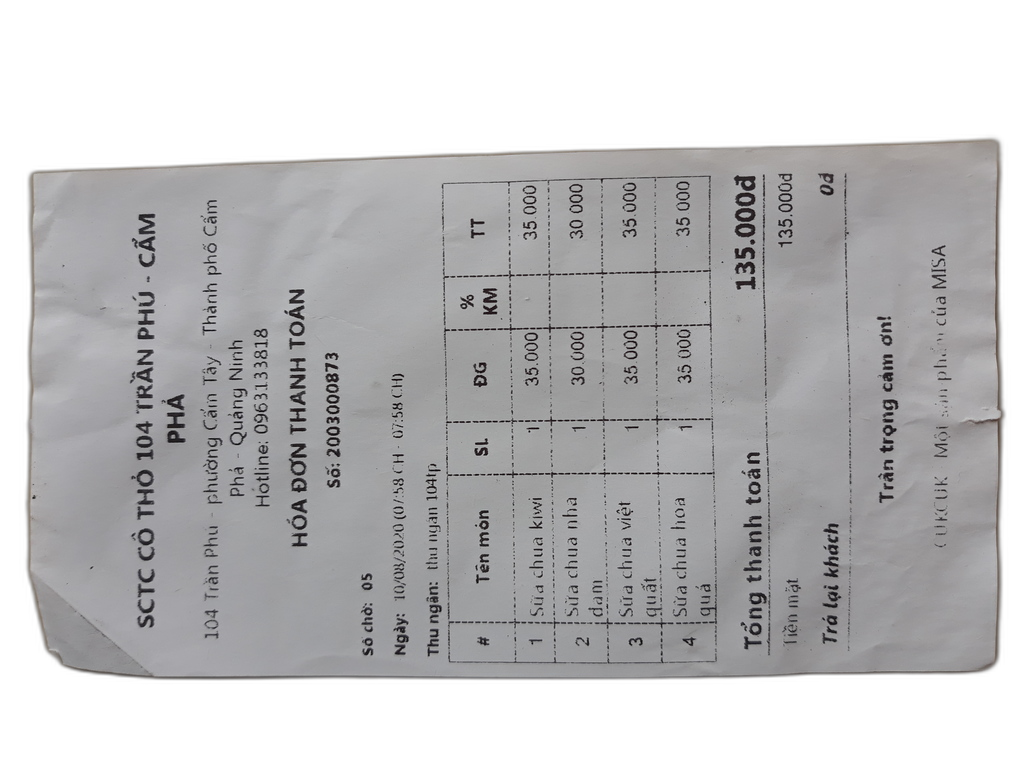 SCTC CÔ THỎ 104 TRẦN PHÚ - CẨM
PHẢ
104 Trần Phú - phường Cẩm Tây - Thành phố Cẩm
Phả - Quảng Ninh
Hotline: 0963133818
HÓA ĐƠN THANH TOÁN
Số: 2003000873
Số chờ: 05
Ngày: 10/08/2020 (07:58 CH - 07:58 CH)
Thu ngân: thu ngan 104tp
# Tên món SL ĐG % TT
KM
1 Sữa chua kiwi 1 35.000 35.000
2 Sữa chua nha 1 30.000 30 000
đam
3 Sữa chua việt 1 35 000 35.000
quất
4 Sữa chua hoa 1 35 000 35 000
quả
Tổng thanh toán 135.000đ
Tiền mặt 135.000đ
Trả lại khách 0đ
Trân trọng cảm ơn!
CUKCUK Một sản phẩm của MISA